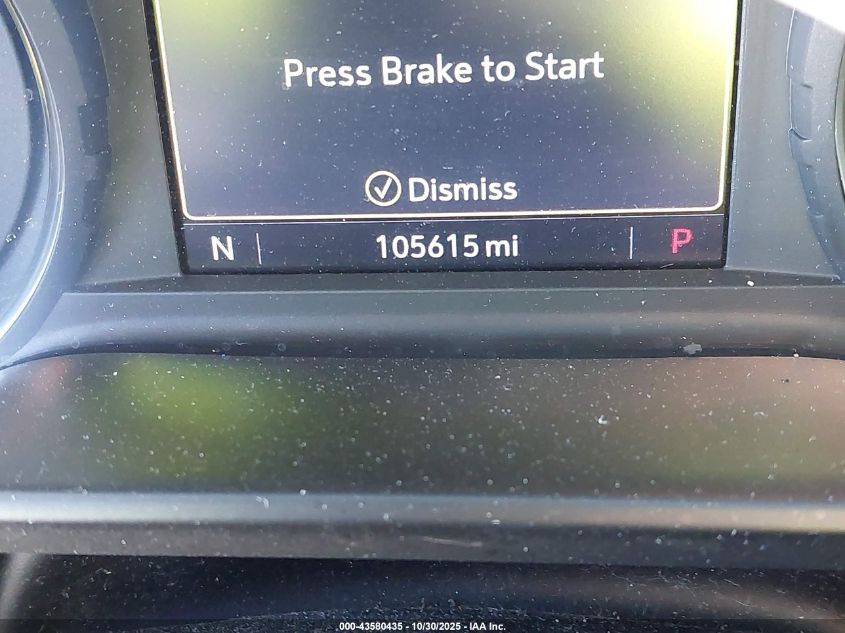 Press Brake to Start
Dismiss
N 105615 mi P
000-43580435 - 10/30/2025 - IAA Inc.